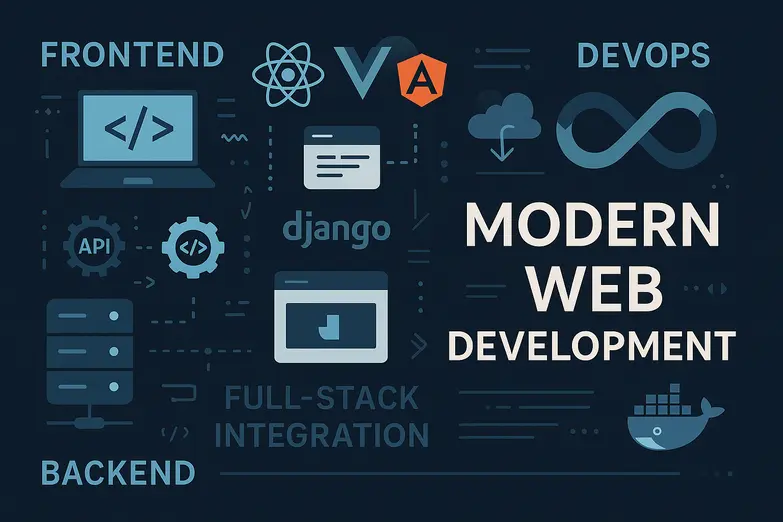 FRONTEND
DEVOPS
</>
A
API
</>
django
MODERN
WEB
DEVELOPMENT
FULL-STACK
INTEGRATION
</>
BACKEND